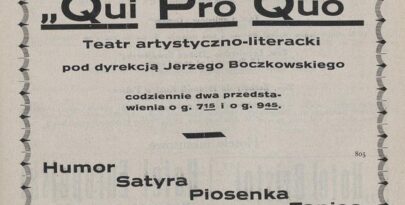 „Qui Pro Quo
Teatr artystyczno-literacki
pod dyrekcją Jerzego Boczkowskiego
codziennie dwa przedsta-
wienia o g. 7¹⁵ i o g. 9⁴⁵.
805
Humor
Satyra
Piosenka